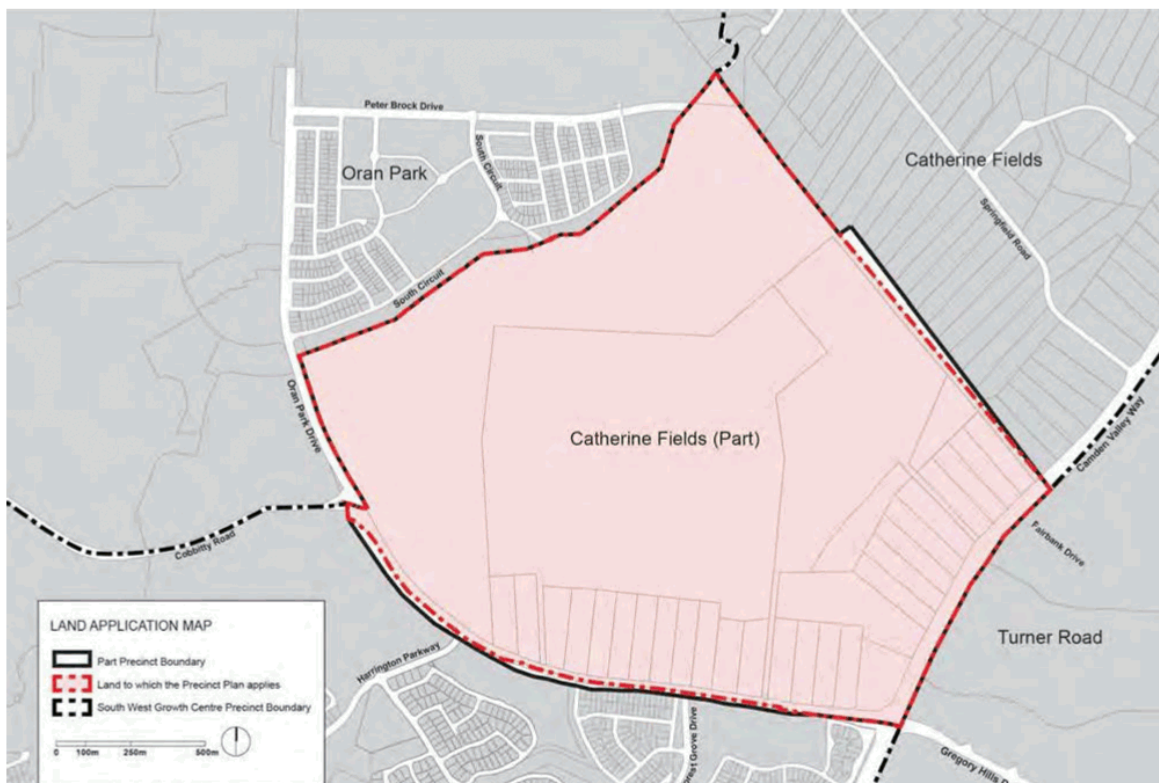 Peter Brock Drive
Oran Park
South Circuit
Catherine Fields
Springfield Road
South Circuit
Oran Park Drive
Catherine Fields (Part)
Camden Valley Way
Fairbank Drive
Cobbitty Road
Turner Road
Harrington Parkway
Grove Drive
Gregory Hills
LAND APPLICATION MAP
Part Precinct Boundary
Land to which the Precinct Plan applies
South West Growth Centre Precinct Boundary
0 100m 250m 500m